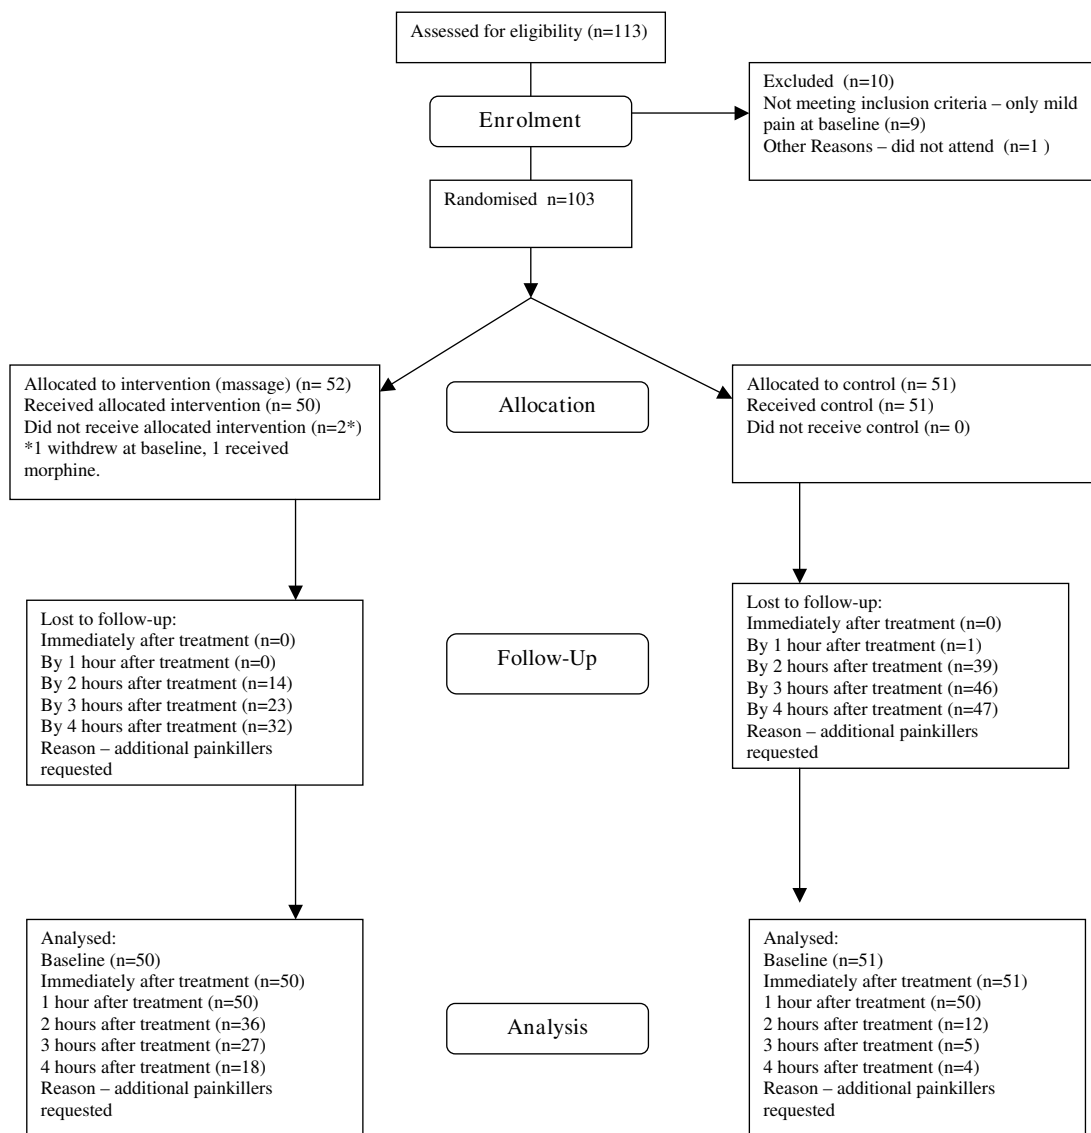 Assessed for eligibility (n=113)
Excluded (n=10)
Not meeting inclusion criteria – only mild
pain at baseline (n=9)
Other Reasons – did not attend (n=1 )
Enrolment
Randomised n=103
Allocated to intervention (massage) (n= 52)
Received allocated intervention (n= 50)
Did not receive allocated intervention (n=2*)
*1 withdrew at baseline, 1 received
morphine.
Allocation
Allocated to control (n= 51)
Received control (n= 51)
Did not receive control (n= 0)
Lost to follow-up:
Immediately after treatment (n=0)
By 1 hour after treatment (n=0)
By 2 hours after treatment (n=14)
By 3 hours after treatment (n=23)
By 4 hours after treatment (n=32)
Reason – additional painkillers
requested
Follow-Up
Lost to follow-up:
Immediately after treatment (n=0)
By 1 hour after treatment (n=1)
By 2 hours after treatment (n=39)
By 3 hours after treatment (n=46)
By 4 hours after treatment (n=47)
Reason – additional painkillers
requested
Analysed:
Baseline (n=50)
Immediately after treatment (n=50)
1 hour after treatment (n=50)
2 hours after treatment (n=36)
3 hours after treatment (n=27)
4 hours after treatment (n=18)
Reason – additional painkillers
requested
Analysis
Analysed:
Baseline (n=51)
Immediately after treatment (n=51)
1 hour after treatment (n=50)
2 hours after treatment (n=12)
3 hours after treatment (n=5)
4 hours after treatment (n=4)
Reason – additional painkillers
requested